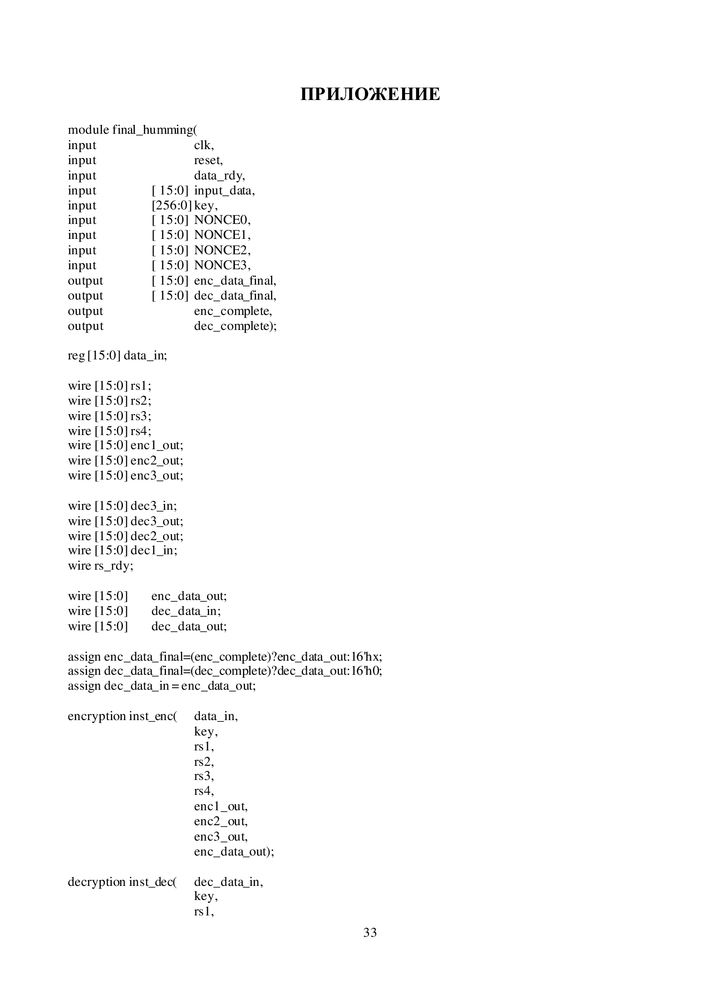 ПРИЛОЖЕНИЕ
module final_humming(
input clk,
input reset,
input data_rdy,
input [ 15:0] input_data,
input [256:0] key,
input [ 15:0] NONCE0,
input [ 15:0] NONCE1,
input [ 15:0] NONCE2,
input [ 15:0] NONCE3,
output [ 15:0] enc_data_final,
output [ 15:0] dec_data_final,
output enc_complete,
output dec_complete);
reg [15:0] data_in;
wire [15:0] rs1;
wire [15:0] rs2;
wire [15:0] rs3;
wire [15:0] rs4;
wire [15:0] enc1_out;
wire [15:0] enc2_out;
wire [15:0] enc3_out;
wire [15:0] dec3_in;
wire [15:0] dec3_out;
wire [15:0] dec2_out;
wire [15:0] dec1_in;
wire rs_rdy;
wire [15:0] enc_data_out;
wire [15:0] dec_data_in;
wire [15:0] dec_data_out;
assign enc_data_final=(enc_complete)?enc_data_out:16'hx;
assign dec_data_final=(dec_complete)?dec_data_out:16'h0;
assign dec_data_in = enc_data_out;
encryption inst_enc( data_in,
key,
rs1,
rs2,
rs3,
rs4,
enc1_out,
enc2_out,
enc3_out,
enc_data_out);
decryption inst_dec( dec_data_in,
key,
rs1,
33